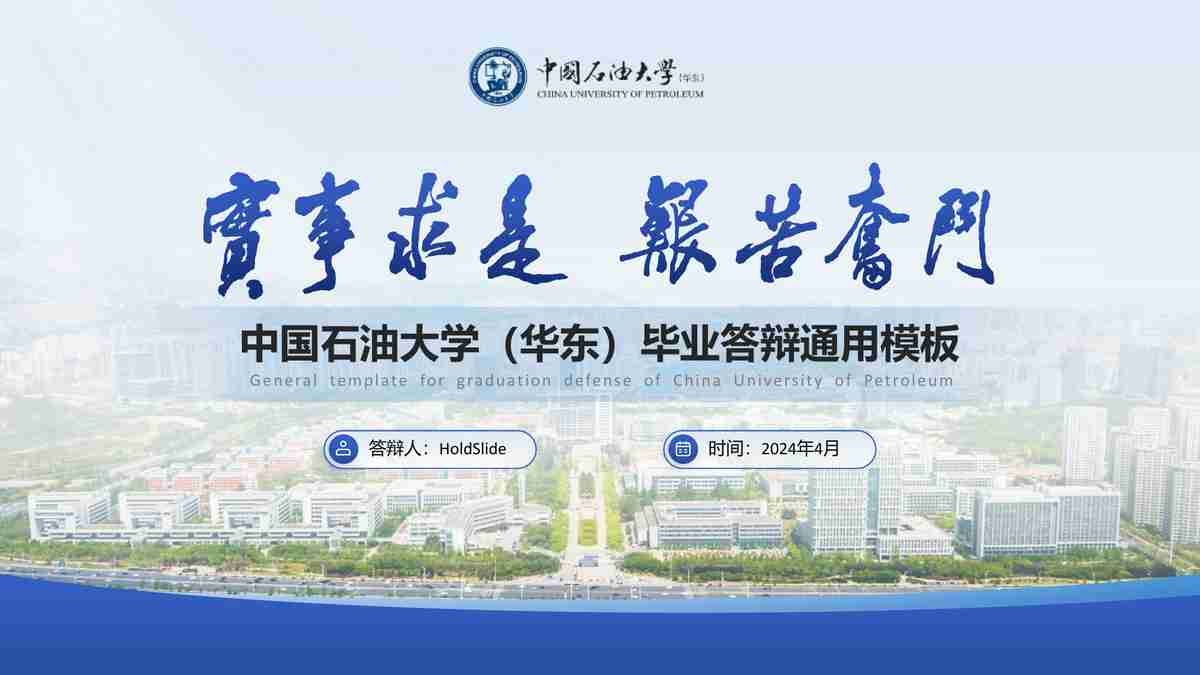 中國石油大學（华东）
CHINA UNIVERSITY OF PETROLEUM
實事求是 艱苦奮鬥
中国石油大学（华东）毕业答辩通用模板
General template for graduation defense of China University of Petroleum
答辩人：HoldSlide
时间：2024年4月